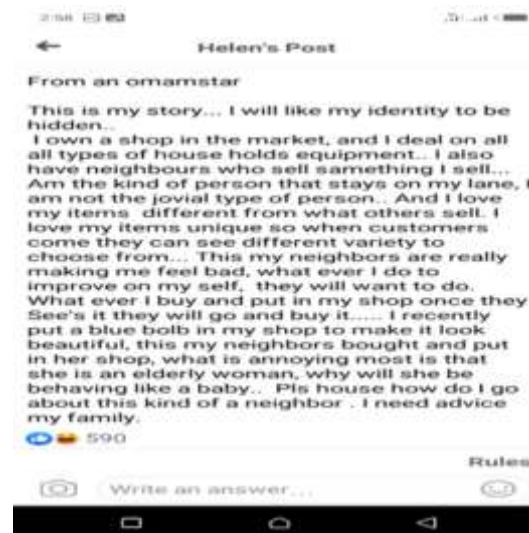 2:58
Helen's Post
From an omamstar
This is my story... I will like my identity to be
hidden..
I own a shop in the market, and I deal on all
all types of house holds equipment.. I also
have neighbours who sell samething I sell...
Am the kind of person that stays on my lane, I
am not the jovial type of person.. And I love
my items different from what others sell. I
love my items unique so when customers
come they can see different variety to
choose from... This my neighbors are really
making me feel bad, what ever I do to
improve on my self, they will want to do.
What ever I buy and put in my shop once they
See's it they will go and buy it..... I recently
put a blue bolb in my shop to make it look
beautiful, this my neighbors bought and put
in her shop, what is annoying most is that
she is an elderly woman, why will she be
behaving like a baby.. Pls house how do I go
about this kind of a neighbor . I need advice
my family.
590
Rules
Write an answer...